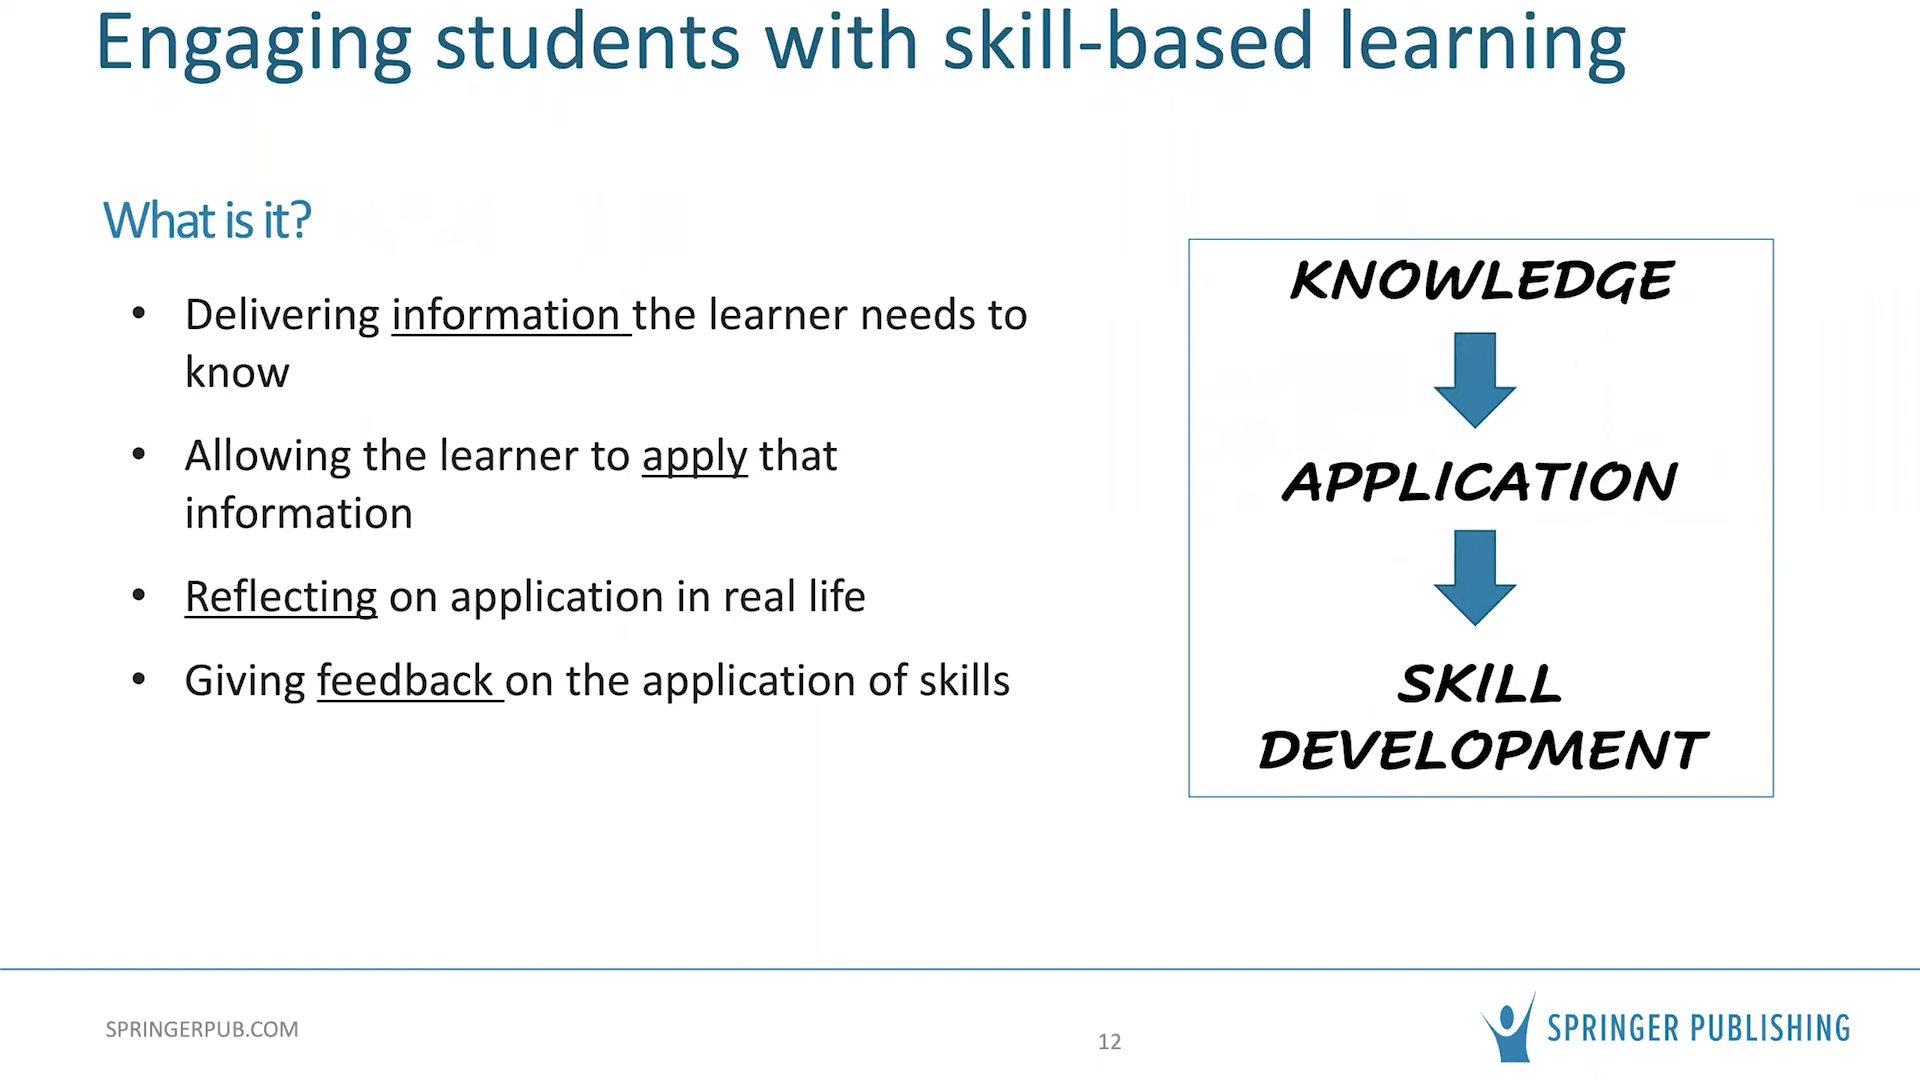 Engaging students with skill-based learning
What is it?
• Delivering information the learner needs to
know
• Allowing the learner to apply that
information
• Reflecting on application in real life
• Giving feedback on the application of skills
KNOWLEDGE
APPLICATION
SKILL
DEVELOPMENT
SPRINGERPUB.COM
12
SPRINGER PUBLISHING